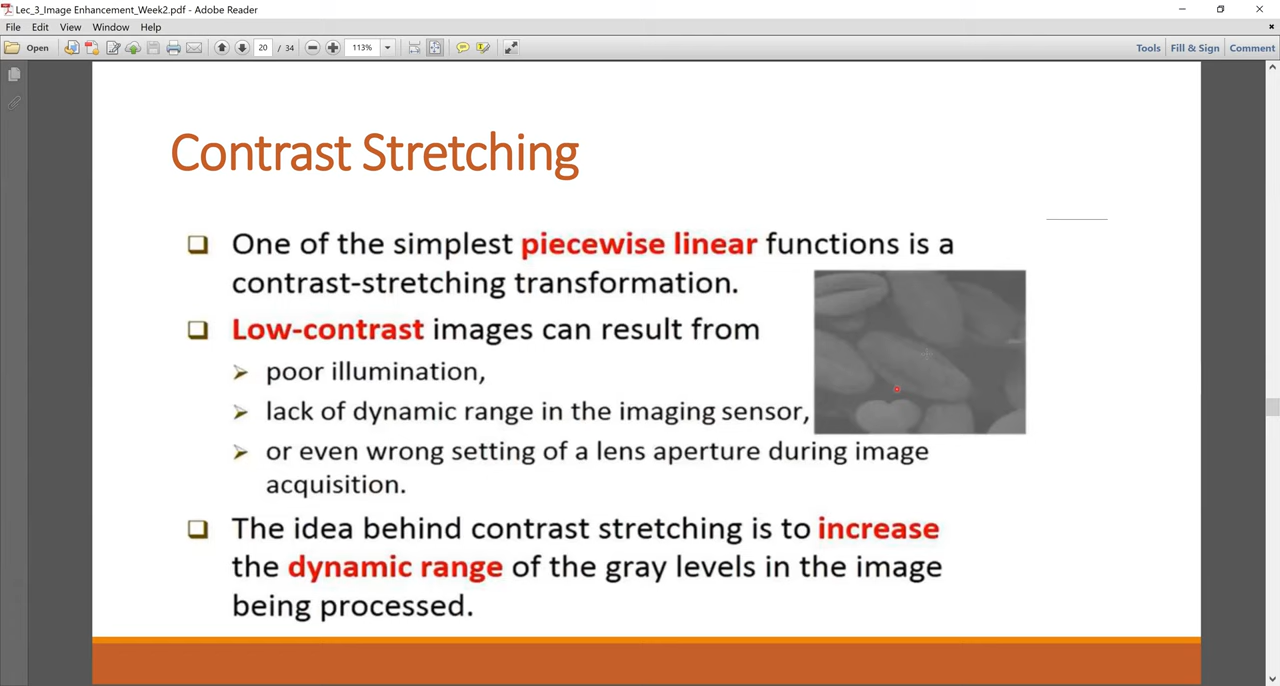 Lec_3_Image Enhancement_Week2.pdf - Adobe Reader
File Edit View Window Help
Open 20 / 34 113% Tools Fill & Sign Comment
Contrast Stretching
One of the simplest piecewise linear functions is a
contrast-stretching transformation.
Low-contrast images can result from
poor illumination,
lack of dynamic range in the imaging sensor,
or even wrong setting of a lens aperture during image
acquisition.
The idea behind contrast stretching is to increase
the dynamic range of the gray levels in the image
being processed.